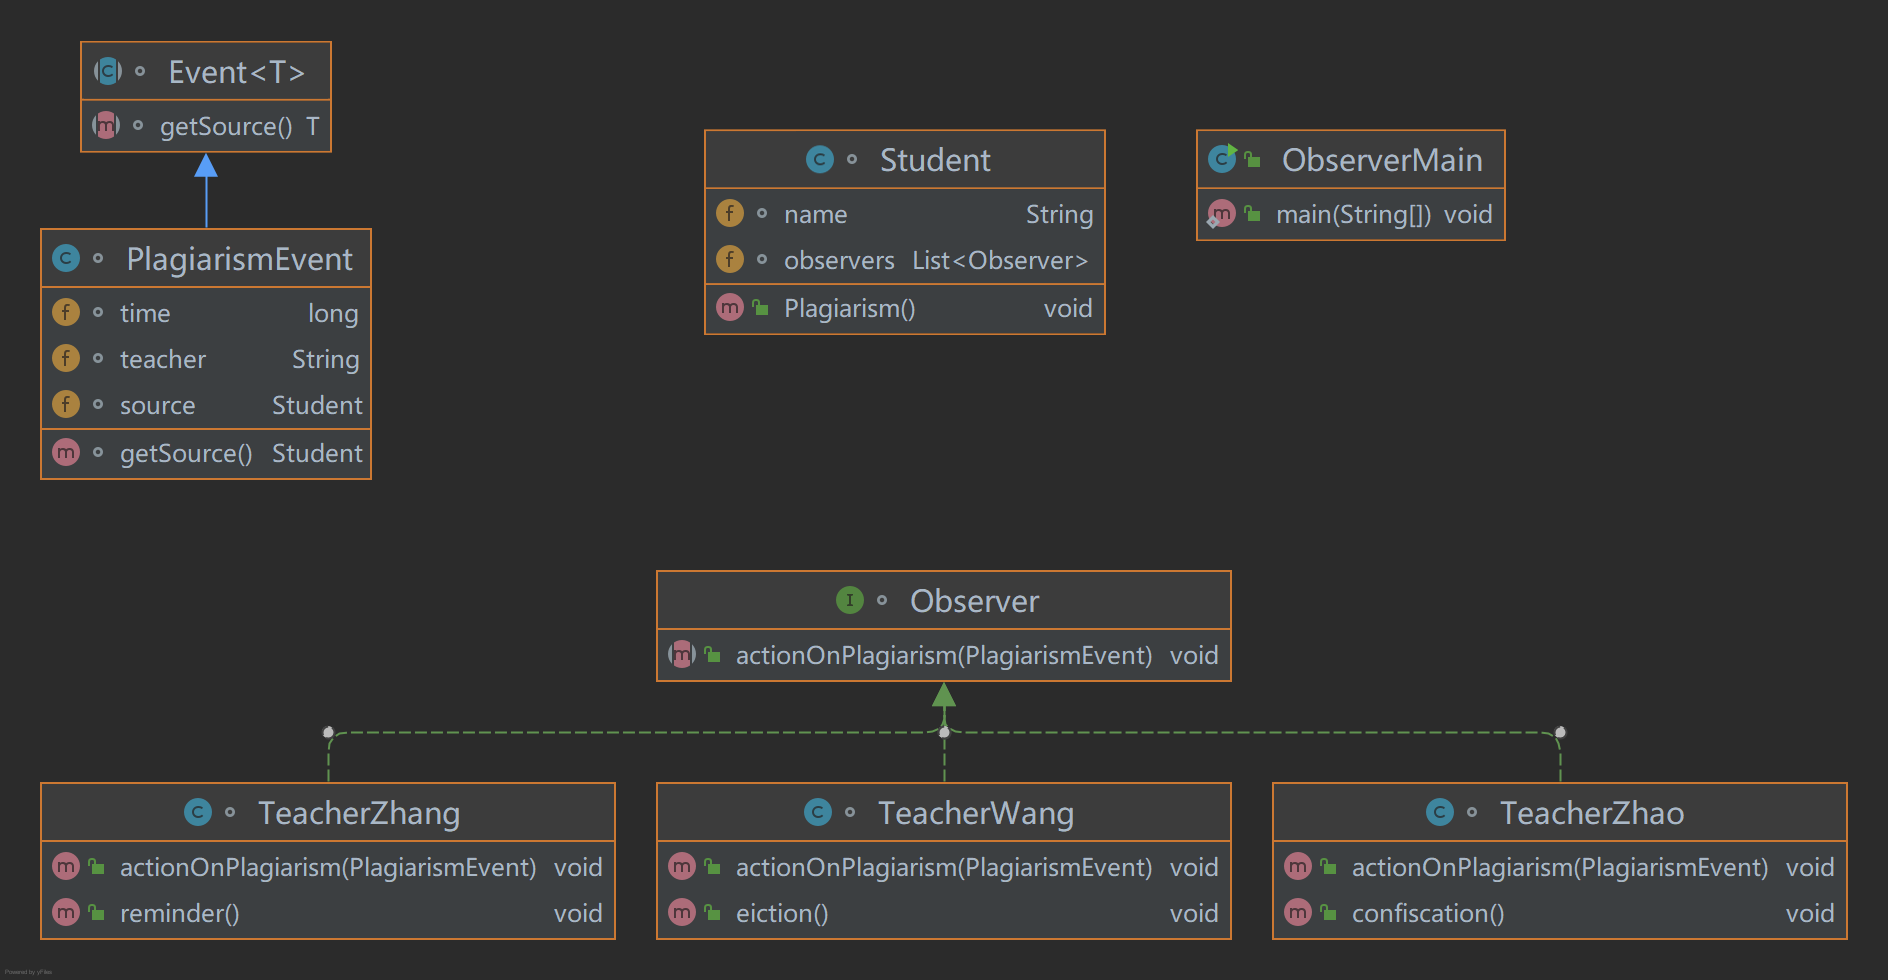 Event<T>
getSource() T
PlagiarismEvent
time long
teacher String
source Student
getSource() Student
Student
name String
observers List<Observer>
Plagiarism() void
ObserverMain
main(String[]) void
Observer
actionOnPlagiarism(PlagiarismEvent) void
TeacherZhang
actionOnPlagiarism(PlagiarismEvent) void
reminder() void
TeacherWang
actionOnPlagiarism(PlagiarismEvent) void
eiction() void
TeacherZhao
actionOnPlagiarism(PlagiarismEvent) void
confiscation() void
Powered by yFiles